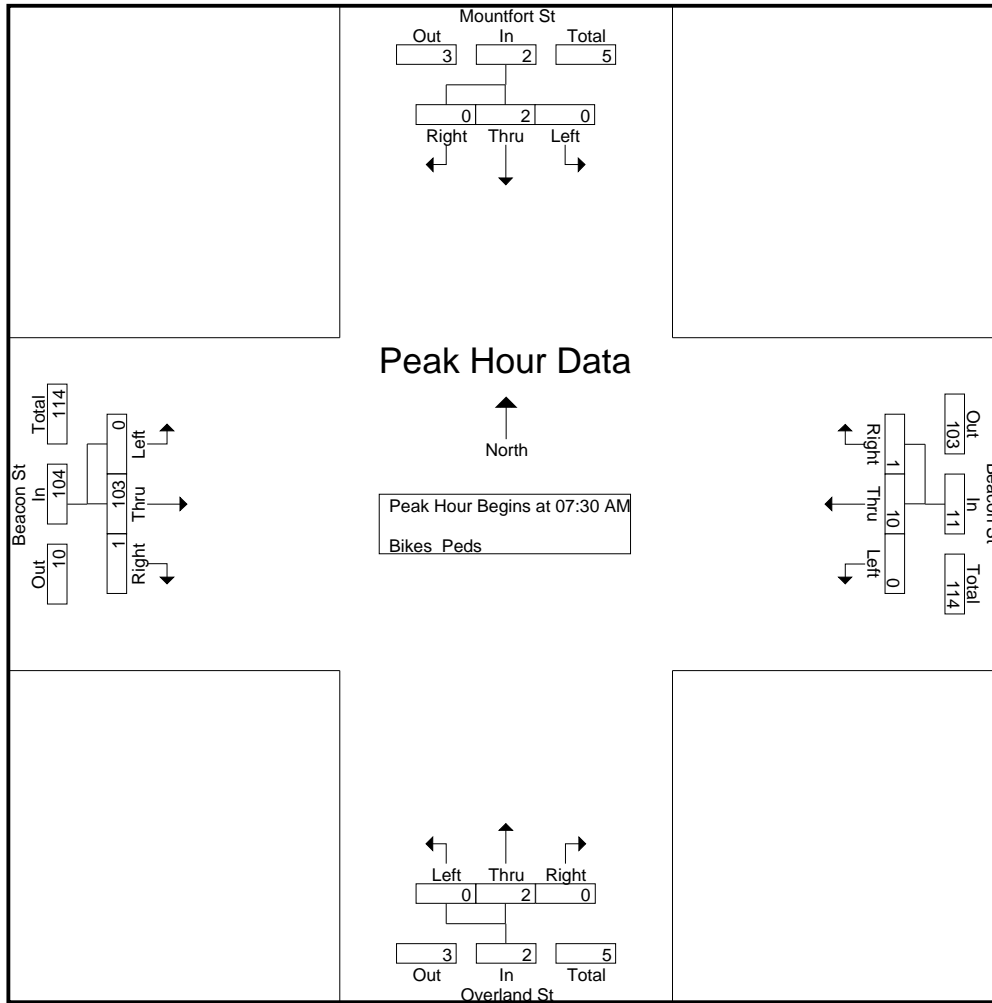 Mountfort St
Out In Total
3 2 5
0 2 0
Right Thru Left
Peak Hour Data
North
Peak Hour Begins at 07:30 AM
Bikes Peds
Beacon St
Total In Out
114 104 10
0 103 1
Left Thru Right
Right Thru Left
1 10 0
Out In Total
103 11 114
Beacon St
Left Thru Right
0 2 0
3 2 5
Out In Total
Overland St